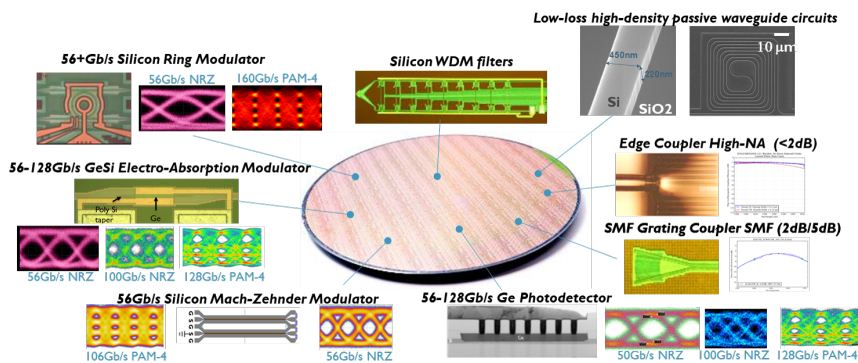 Low-loss high-density passive waveguide circuits
56+Gb/s Silicon Ring Modulator
Silicon WDM filters
56Gb/s NRZ
160Gb/s PAM-4
450nm
220nm
Si
SiO2
10 µm
Edge Coupler High-NA (<2dB)
56-128Gb/s GeSi Electro-Absorption Modulator
Poly Si
taper
Ge
SMF Grating Coupler SMF (2dB/5dB)
56Gb/s NRZ
100Gb/s NRZ
128Gb/s PAM-4
56Gb/s Silicon Mach-Zehnder Modulator
56-128Gb/s Ge Photodetector
G
S
G
S
G
106Gb/s PAM-4
56Gb/s NRZ
50Gb/s NRZ
100Gb/s NRZ
128Gb/s PAM-4